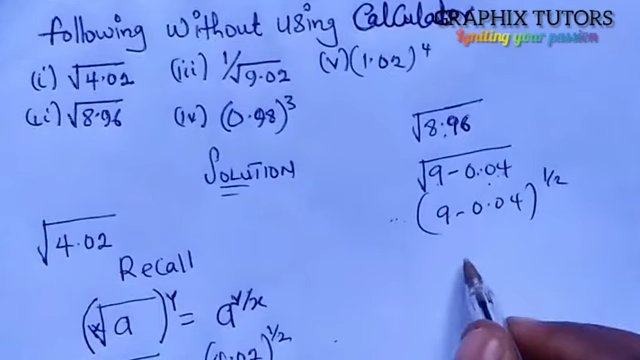 following without using Calculator
GRAPHIX TUTORS
Igniting your passion
(i) √4.02 (iii) 1/√9.02 (v) (1.02)^4
(ii) √8.96 (iv) (0.98)^3
SOLUTION
√8.96
√9-0.04
... (9-0.04)^1/2
√4.02
Recall
(ˣ√a)^y = a^y/x